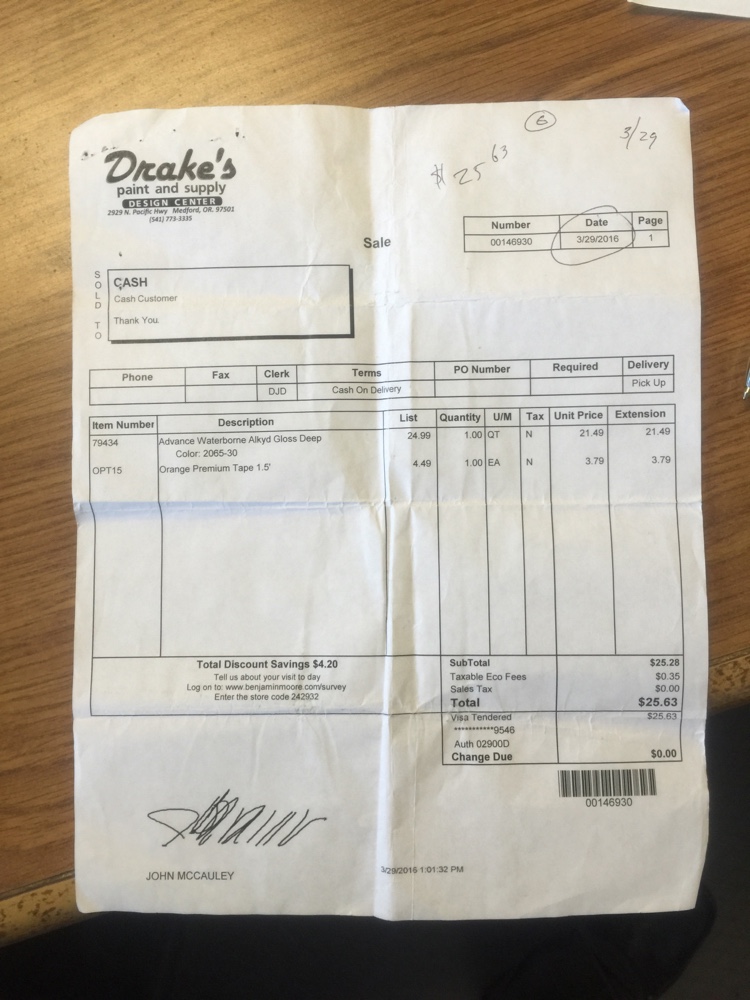 6
3/29
$25 63
Drake's
paint and supply
DESIGN CENTER
2929 N. Pacific Hwy Medford, OR. 97501
(541) 773-3335
Sale
Number Date Page
00146930 3/29/2016 1
SOLD TO
CASH
Cash Customer
Thank You.
Phone Fax Clerk Terms PO Number Required Delivery
DJD Cash On Delivery Pick Up
Item Number Description List Quantity U/M Tax Unit Price Extension
79434 Advance Waterborne Alkyd Gloss Deep 24.99 1.00 QT N 21.49 21.49
Color: 2065-30
OPT15 Orange Premium Tape 1.5' 4.49 1.00 EA N 3.79 3.79
Total Discount Savings $4.20
Tell us about your visit to day
Log on to: www.benjaminmoore.com/survey
Enter the store code 242932
SubTotal $25.28
Taxable Eco Fees $0.35
Sales Tax $0.00
Total $25.63
Visa Tendered $25.63
***********9546
Auth 02900D
Change Due $0.00
00146930
JOHN MCCAULEY
3/29/2016 1:01:32 PM